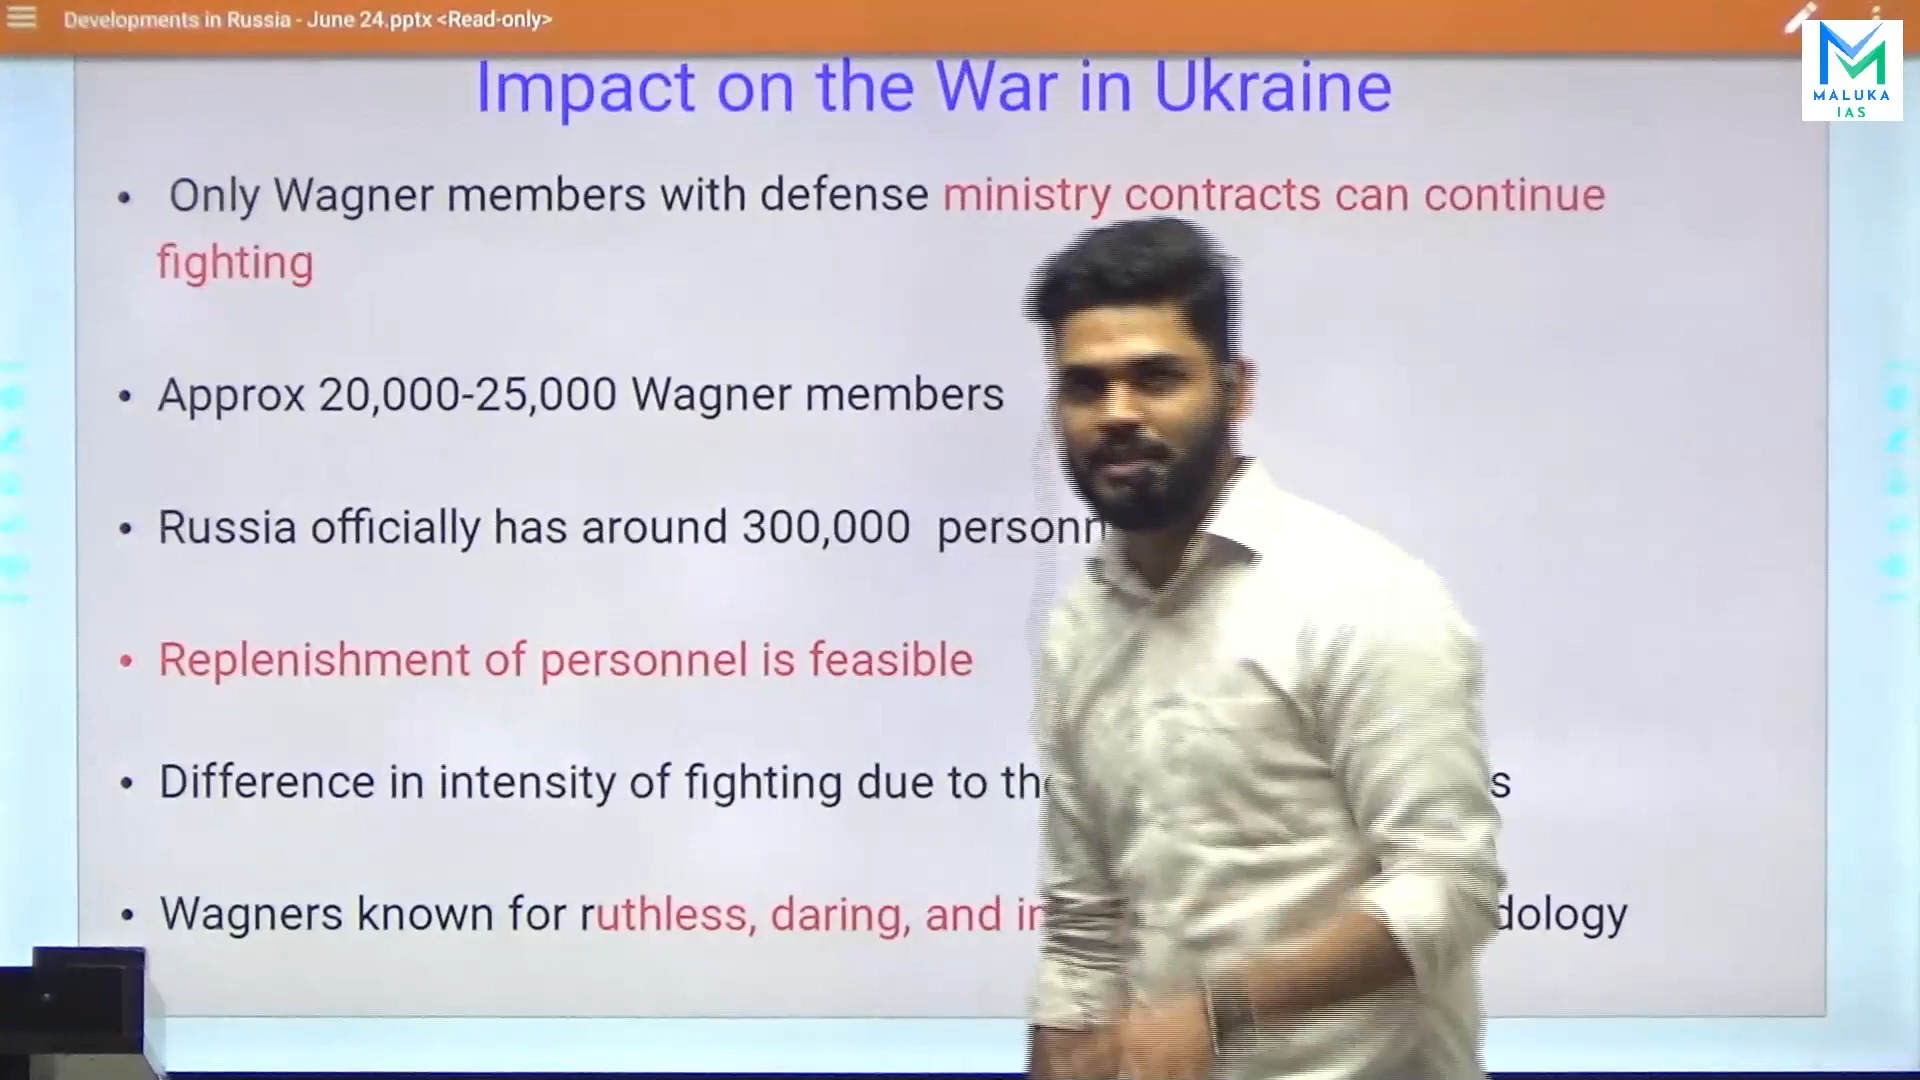 Developments in Russia - June 24.pptx <Read-only>
MALUKA
IAS
Impact on the War in Ukraine
• Only Wagner members with defense ministry contracts can continue
fighting
• Approx 20,000-25,000 Wagner members
• Russia officially has around 300,000
• Replenishment of personnel is feasible
• Difference in intensity of fighting due to
• Wagners known for ruthless, daring, and